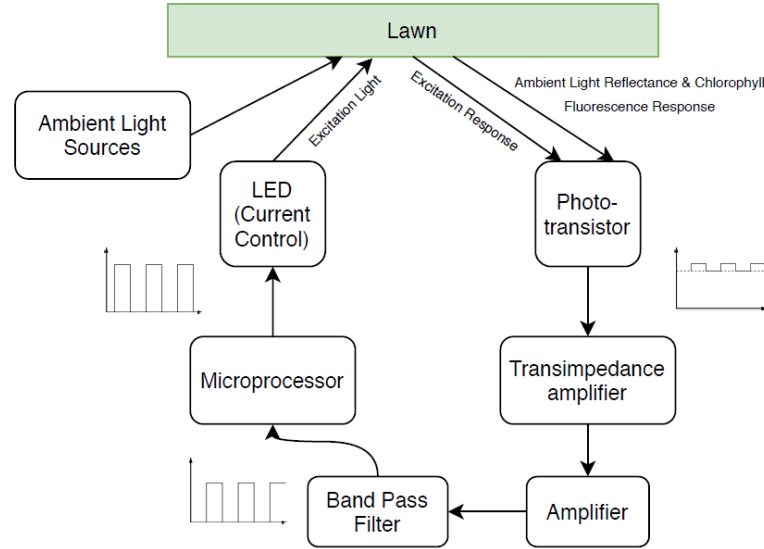 Lawn
Ambient Light Reflectance & Chlorophyll
Fluorescence Response
Excitation Light
Excitation Response
Ambient Light
Sources
LED
(Current
Control)
Photo-
transistor
Microprocessor
Transimpedance
amplifier
Band Pass
Filter
Amplifier